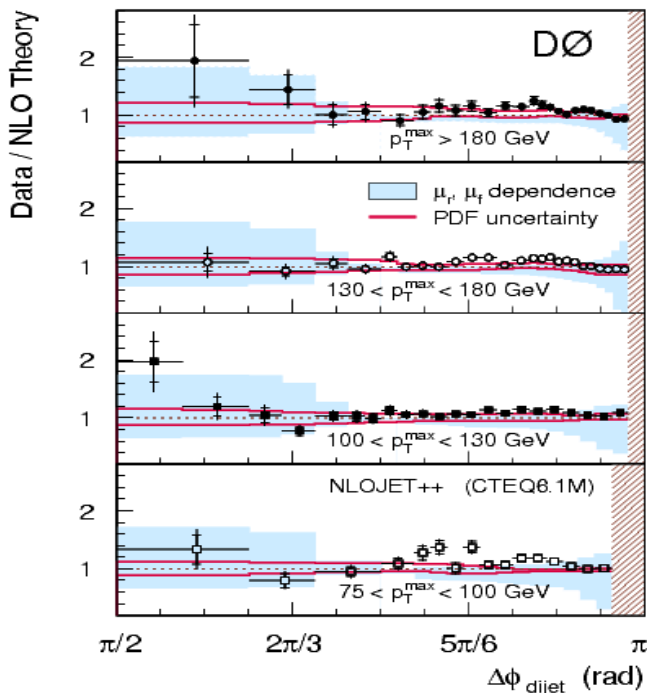 Data / NLO Theory
DØ
2
1
p_T^max > 180 GeV
2
1
μ_r, μ_f dependence
PDF uncertainty
130 < p_T^max < 180 GeV
2
1
100 < p_T^max < 130 GeV
NLOJET++ (CTEQ6.1M)
2
1
75 < p_T^max < 100 GeV
π/2 2π/3 5π/6 π
Δϕ dijet (rad)